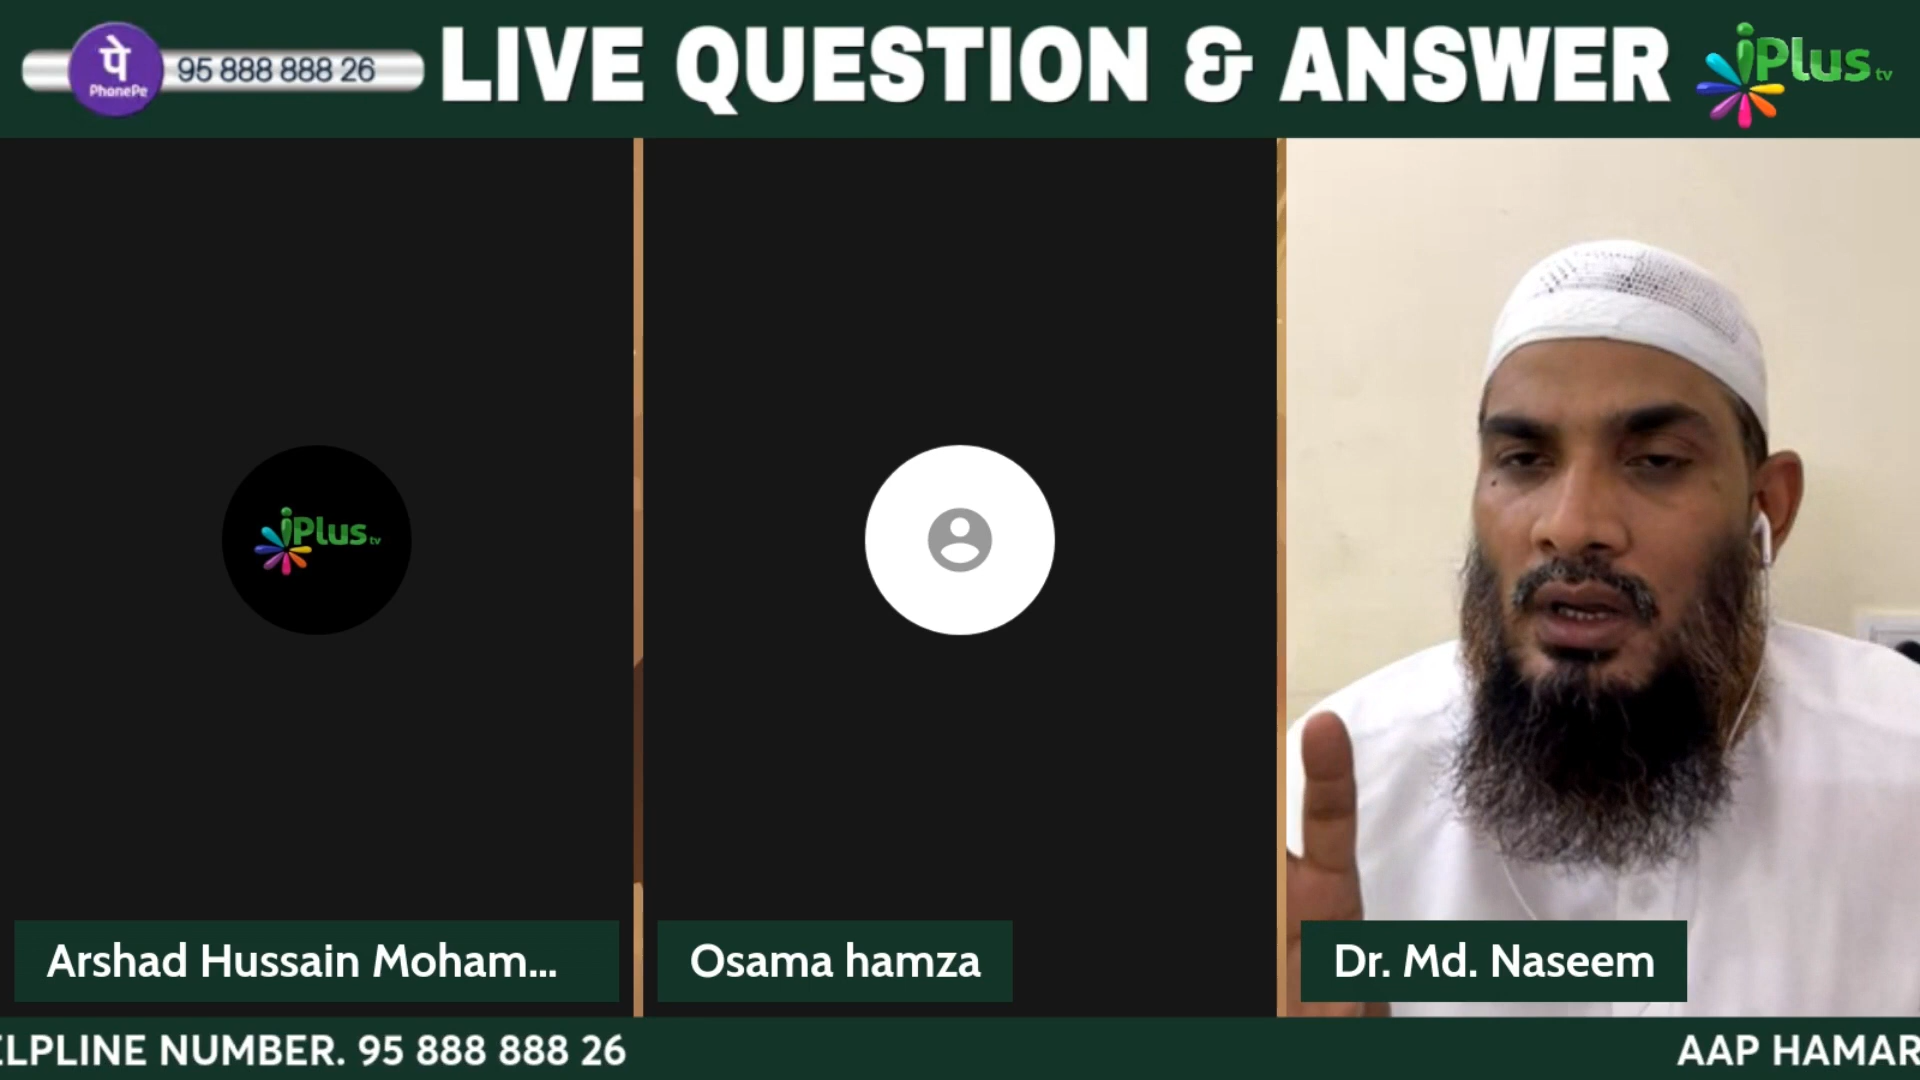 पे
PhonePe
95 888 888 26
LIVE QUESTION & ANSWER
iPlus tv
iPlus tv
Arshad Hussain Moham...
Osama hamza
Dr. Md. Naseem
ELPLINE NUMBER. 95 888 888 26
AAP HAMAR